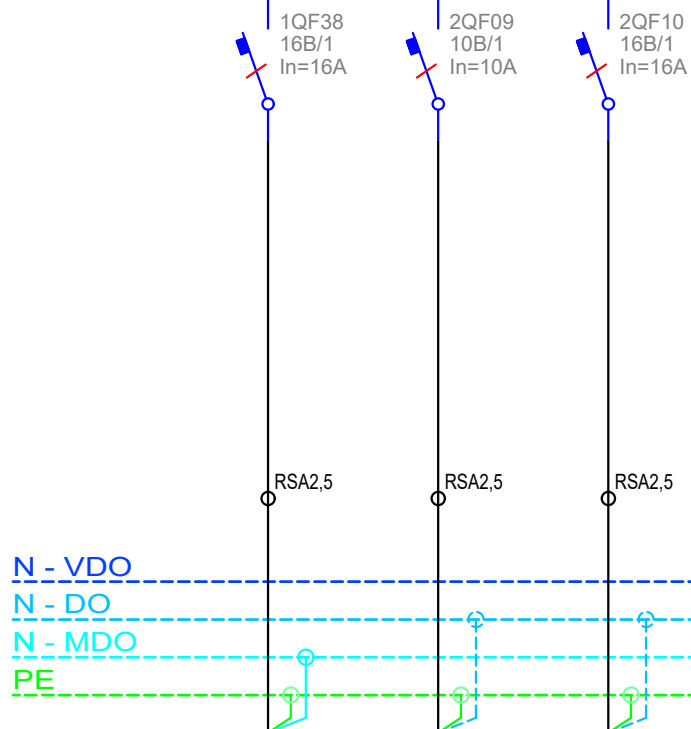 1QF38
16B/1
In=16A
2QF09
10B/1
In=10A
2QF10
16B/1
In=16A
RSA2,5
RSA2,5
RSA2,5
N - VDO
N - DO
N - MDO
PE